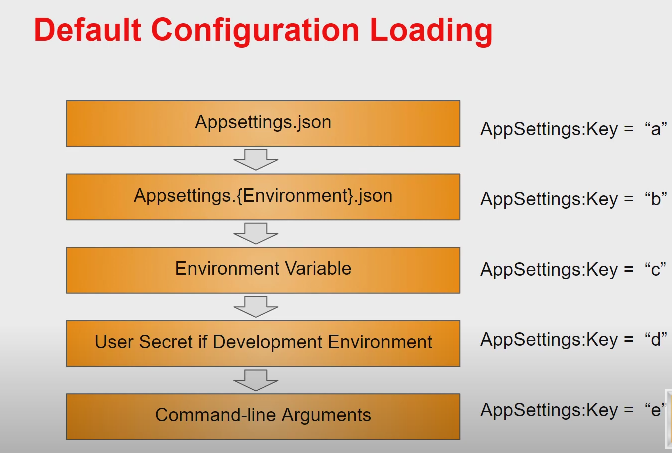 Default Configuration Loading
Appsettings.json
AppSettings:Key = “a”
Appsettings.{Environment}.json
AppSettings:Key = “b”
Environment Variable
AppSettings:Key = “c”
User Secret if Development Environment
AppSettings:Key = “d”
Command-line Arguments
AppSettings:Key = “e”